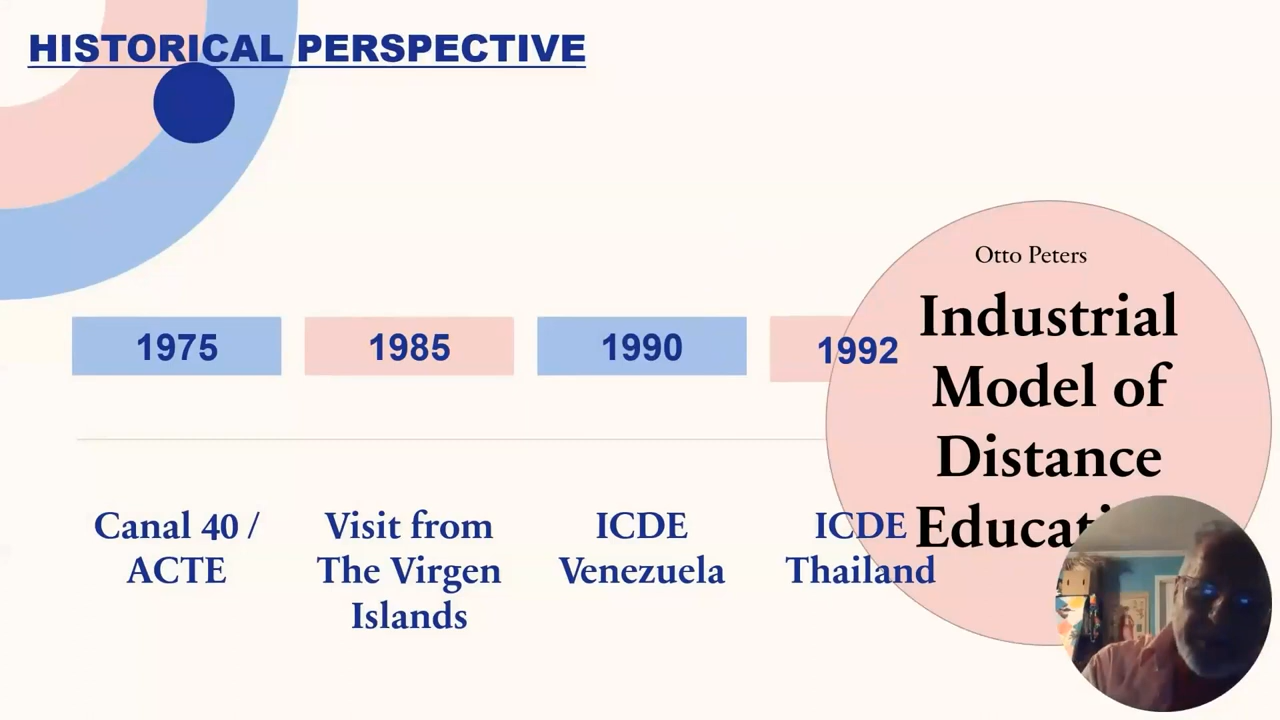 HISTORICAL PERSPECTIVE
1975
1985
1990
1992
Canal 40 /
ACTE
Visit from
The Virgen
Islands
ICDE
Venezuela
ICDE
Thailand
Otto Peters
Industrial
Model of
Distance